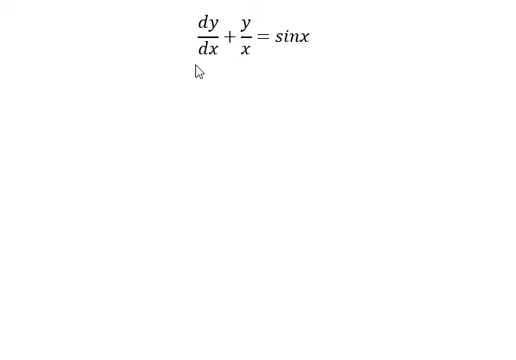 dy/dx + y/x = sinx